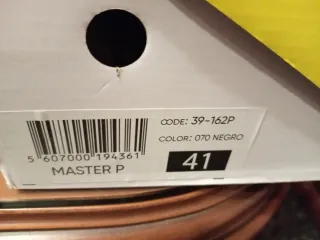 CODE: 39-162P
COLOR: 070 NEGRO
5 607000 194361
41
MASTER P